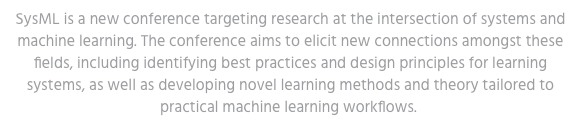 SysML is a new conference targeting research at the intersection of systems and
machine learning. The conference aims to elicit new connections amongst these
fields, including identifying best practices and design principles for learning
systems, as well as developing novel learning methods and theory tailored to
practical machine learning workflows.